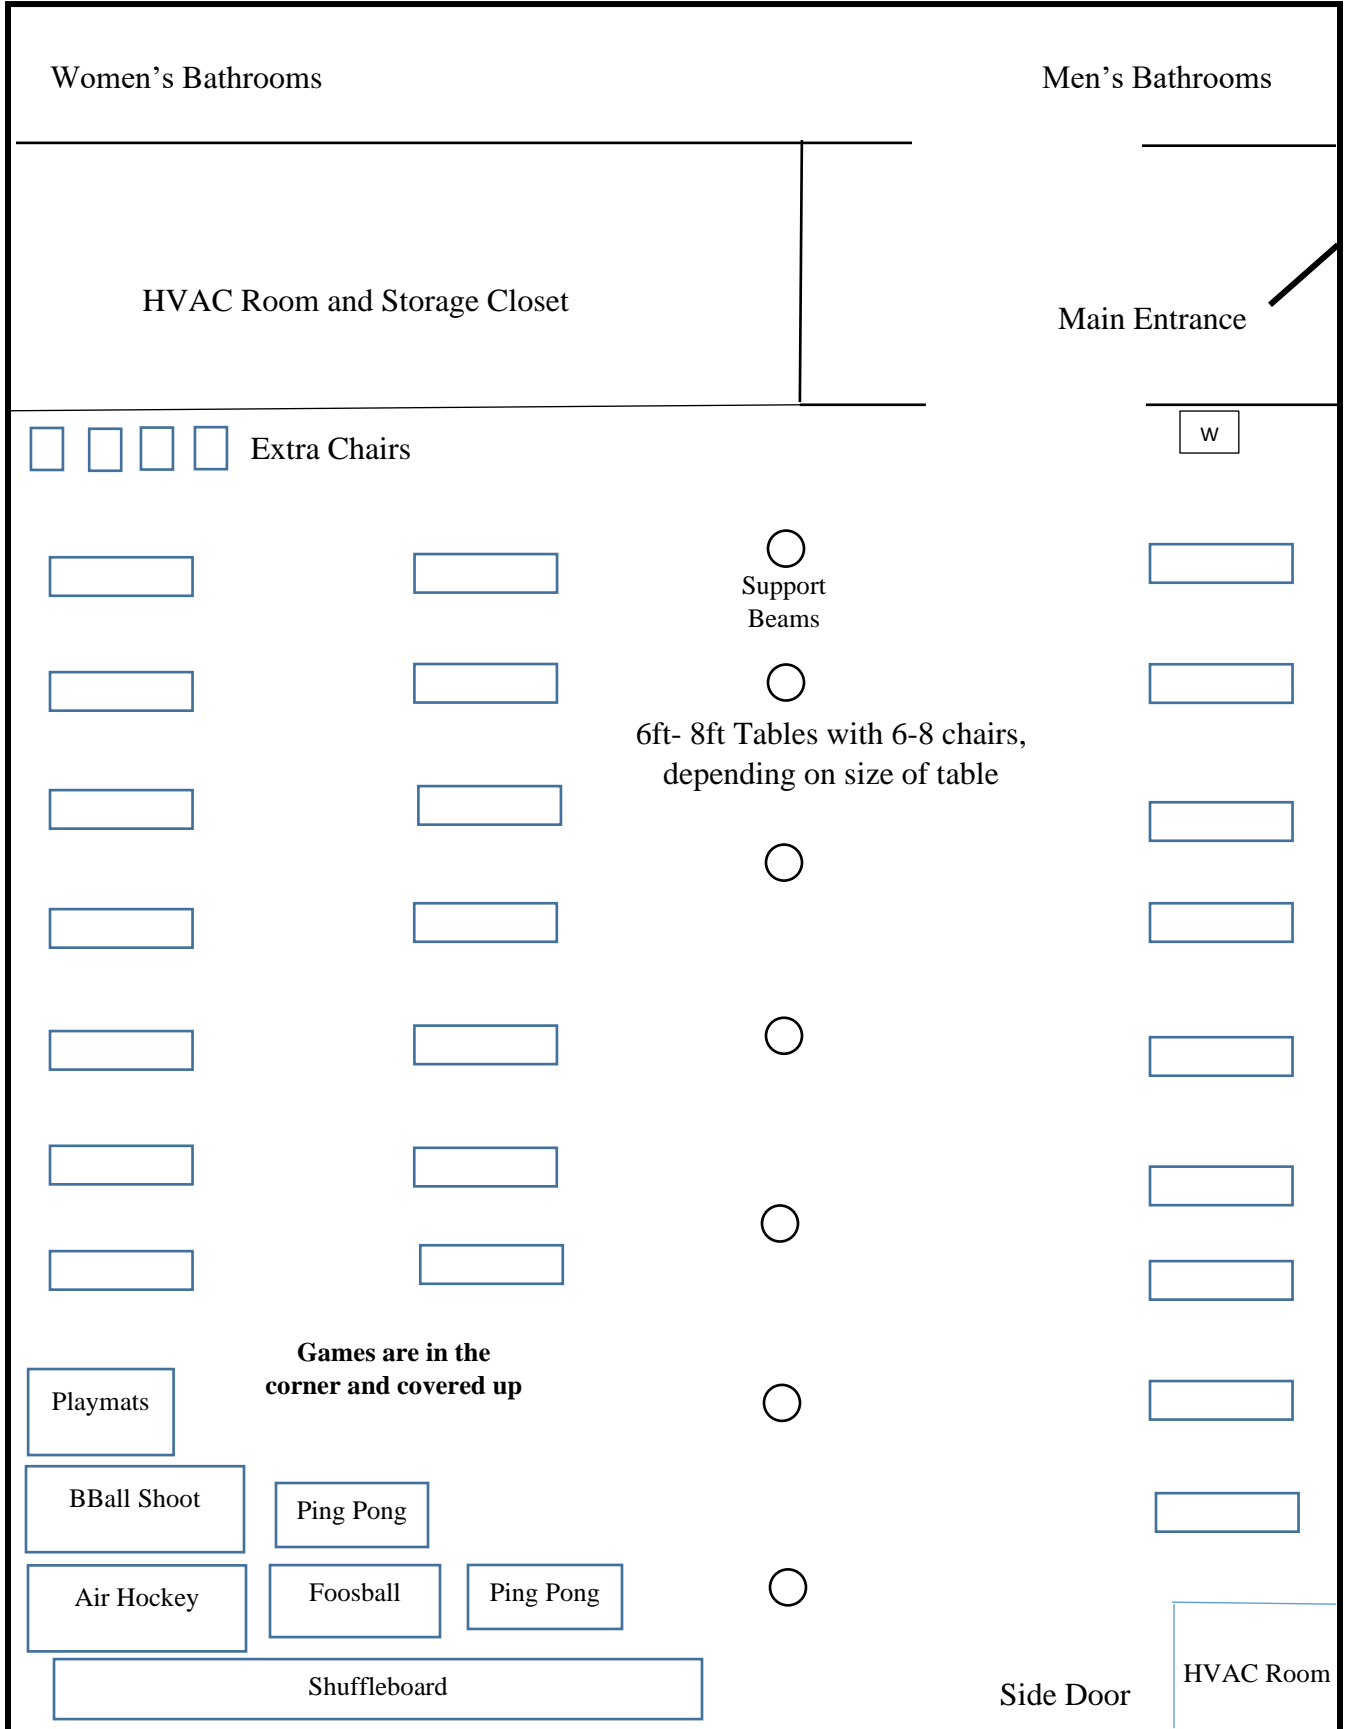 Women’s Bathrooms
Men’s Bathrooms
HVAC Room and Storage Closet
Main Entrance
Extra Chairs
W
Support
Beams
6ft- 8ft Tables with 6-8 chairs,
depending on size of table
Games are in the
corner and covered up
Playmats
BBall Shoot
Ping Pong
Air Hockey
Foosball
Ping Pong
Shuffleboard
Side Door
HVAC Room